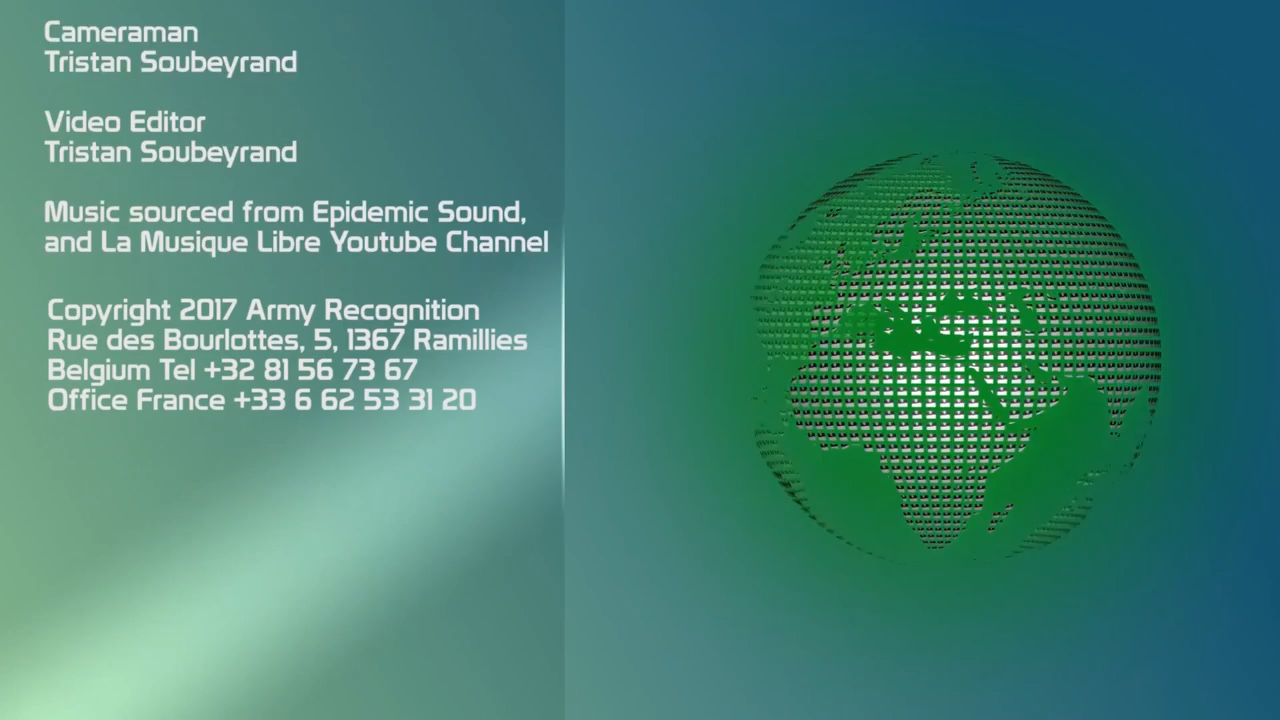 Cameraman
Tristan Soubeyrand
Video Editor
Tristan Soubeyrand
Music sourced from Epidemic Sound,
and La Musique Libre Youtube Channel
Copyright 2017 Army Recognition
Rue des Bourlottes, 5, 1367 Ramillies
Belgium Tel +32 81 56 73 67
Office France +33 6 62 53 31 20